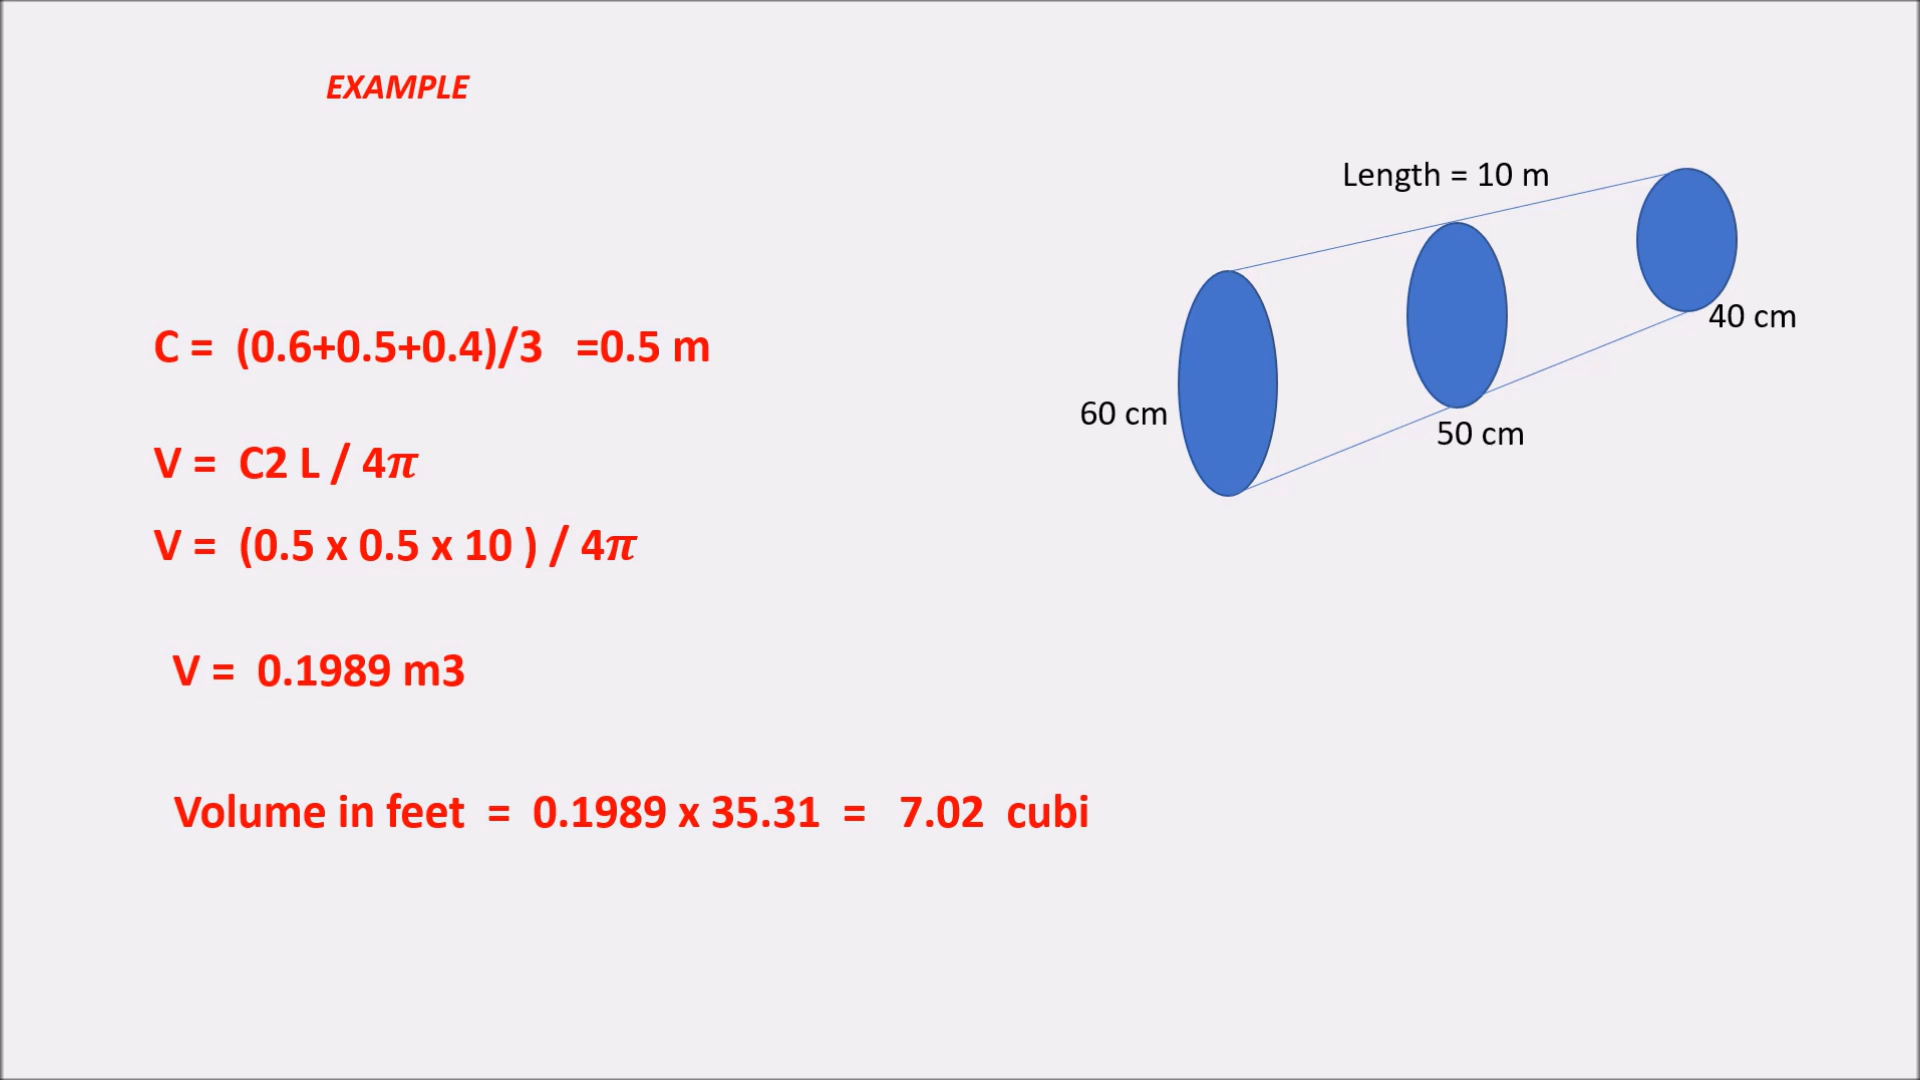 EXAMPLE
Length = 10 m
40 cm
60 cm
50 cm
C = (0.6+0.5+0.4)/3 =0.5 m
V = C2 L / 4𝝅
V = (0.5 x 0.5 x 10 ) / 4𝝅
V = 0.1989 m3
Volume in feet = 0.1989 x 35.31 = 7.02 cubi